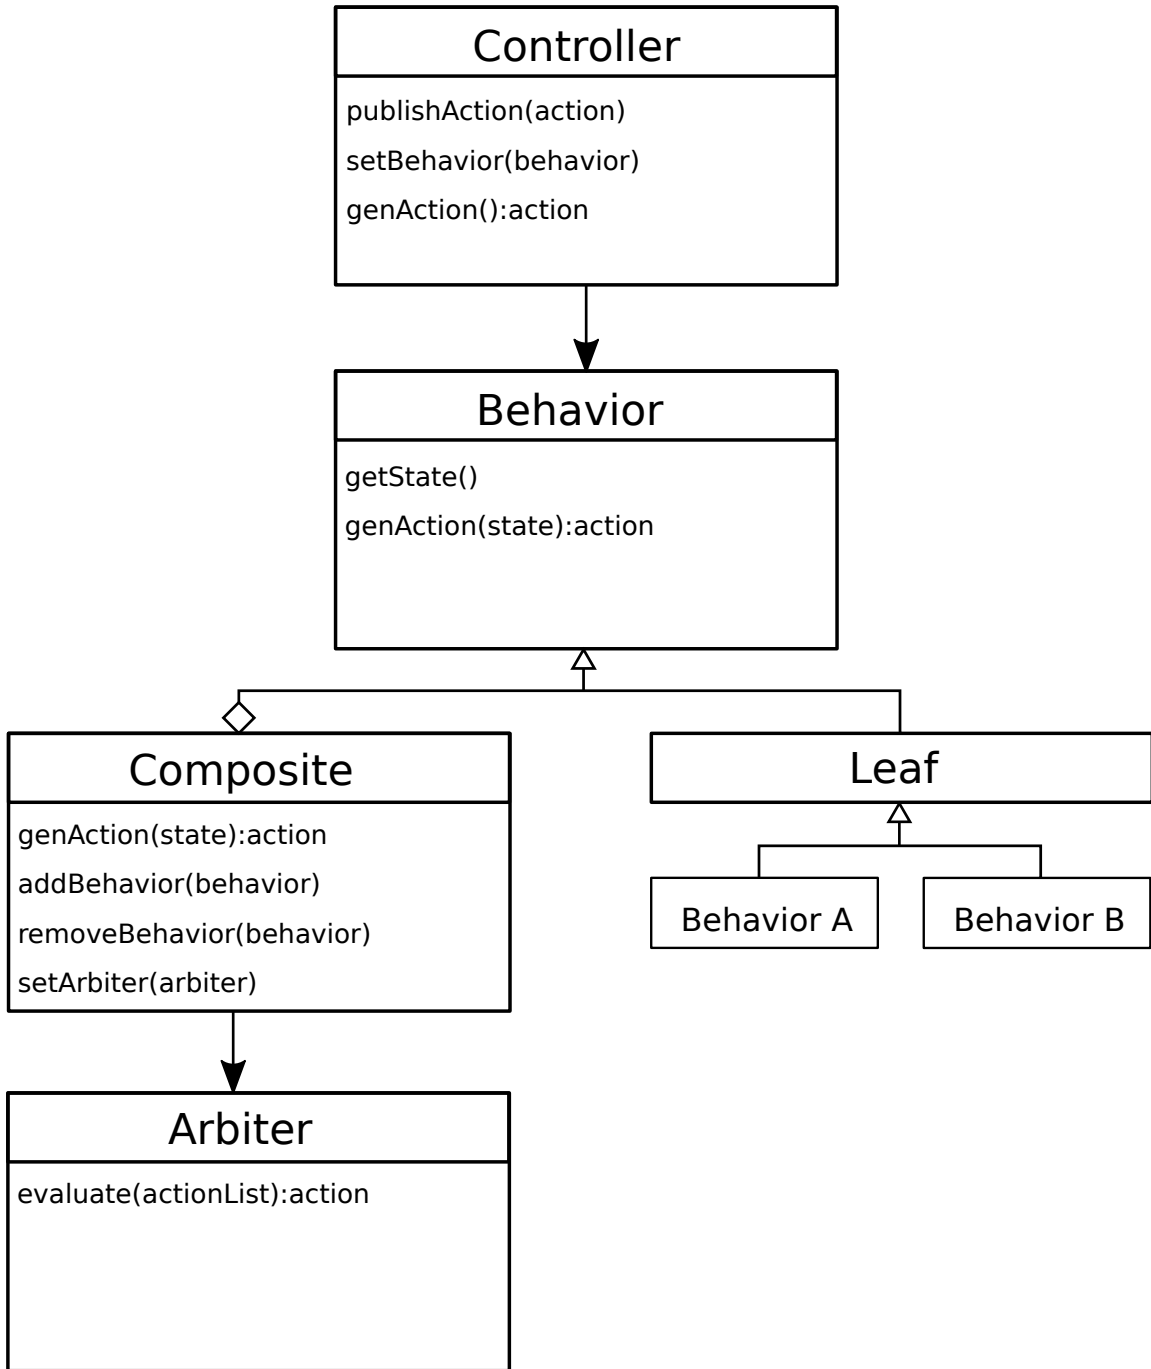 Controller
publishAction(action)
setBehavior(behavior)
genAction():action
Behavior
getState()
genAction(state):action
Composite
genAction(state):action
addBehavior(behavior)
removeBehavior(behavior)
setArbiter(arbiter)
Leaf
Behavior A
Behavior B
Arbiter
evaluate(actionList):action